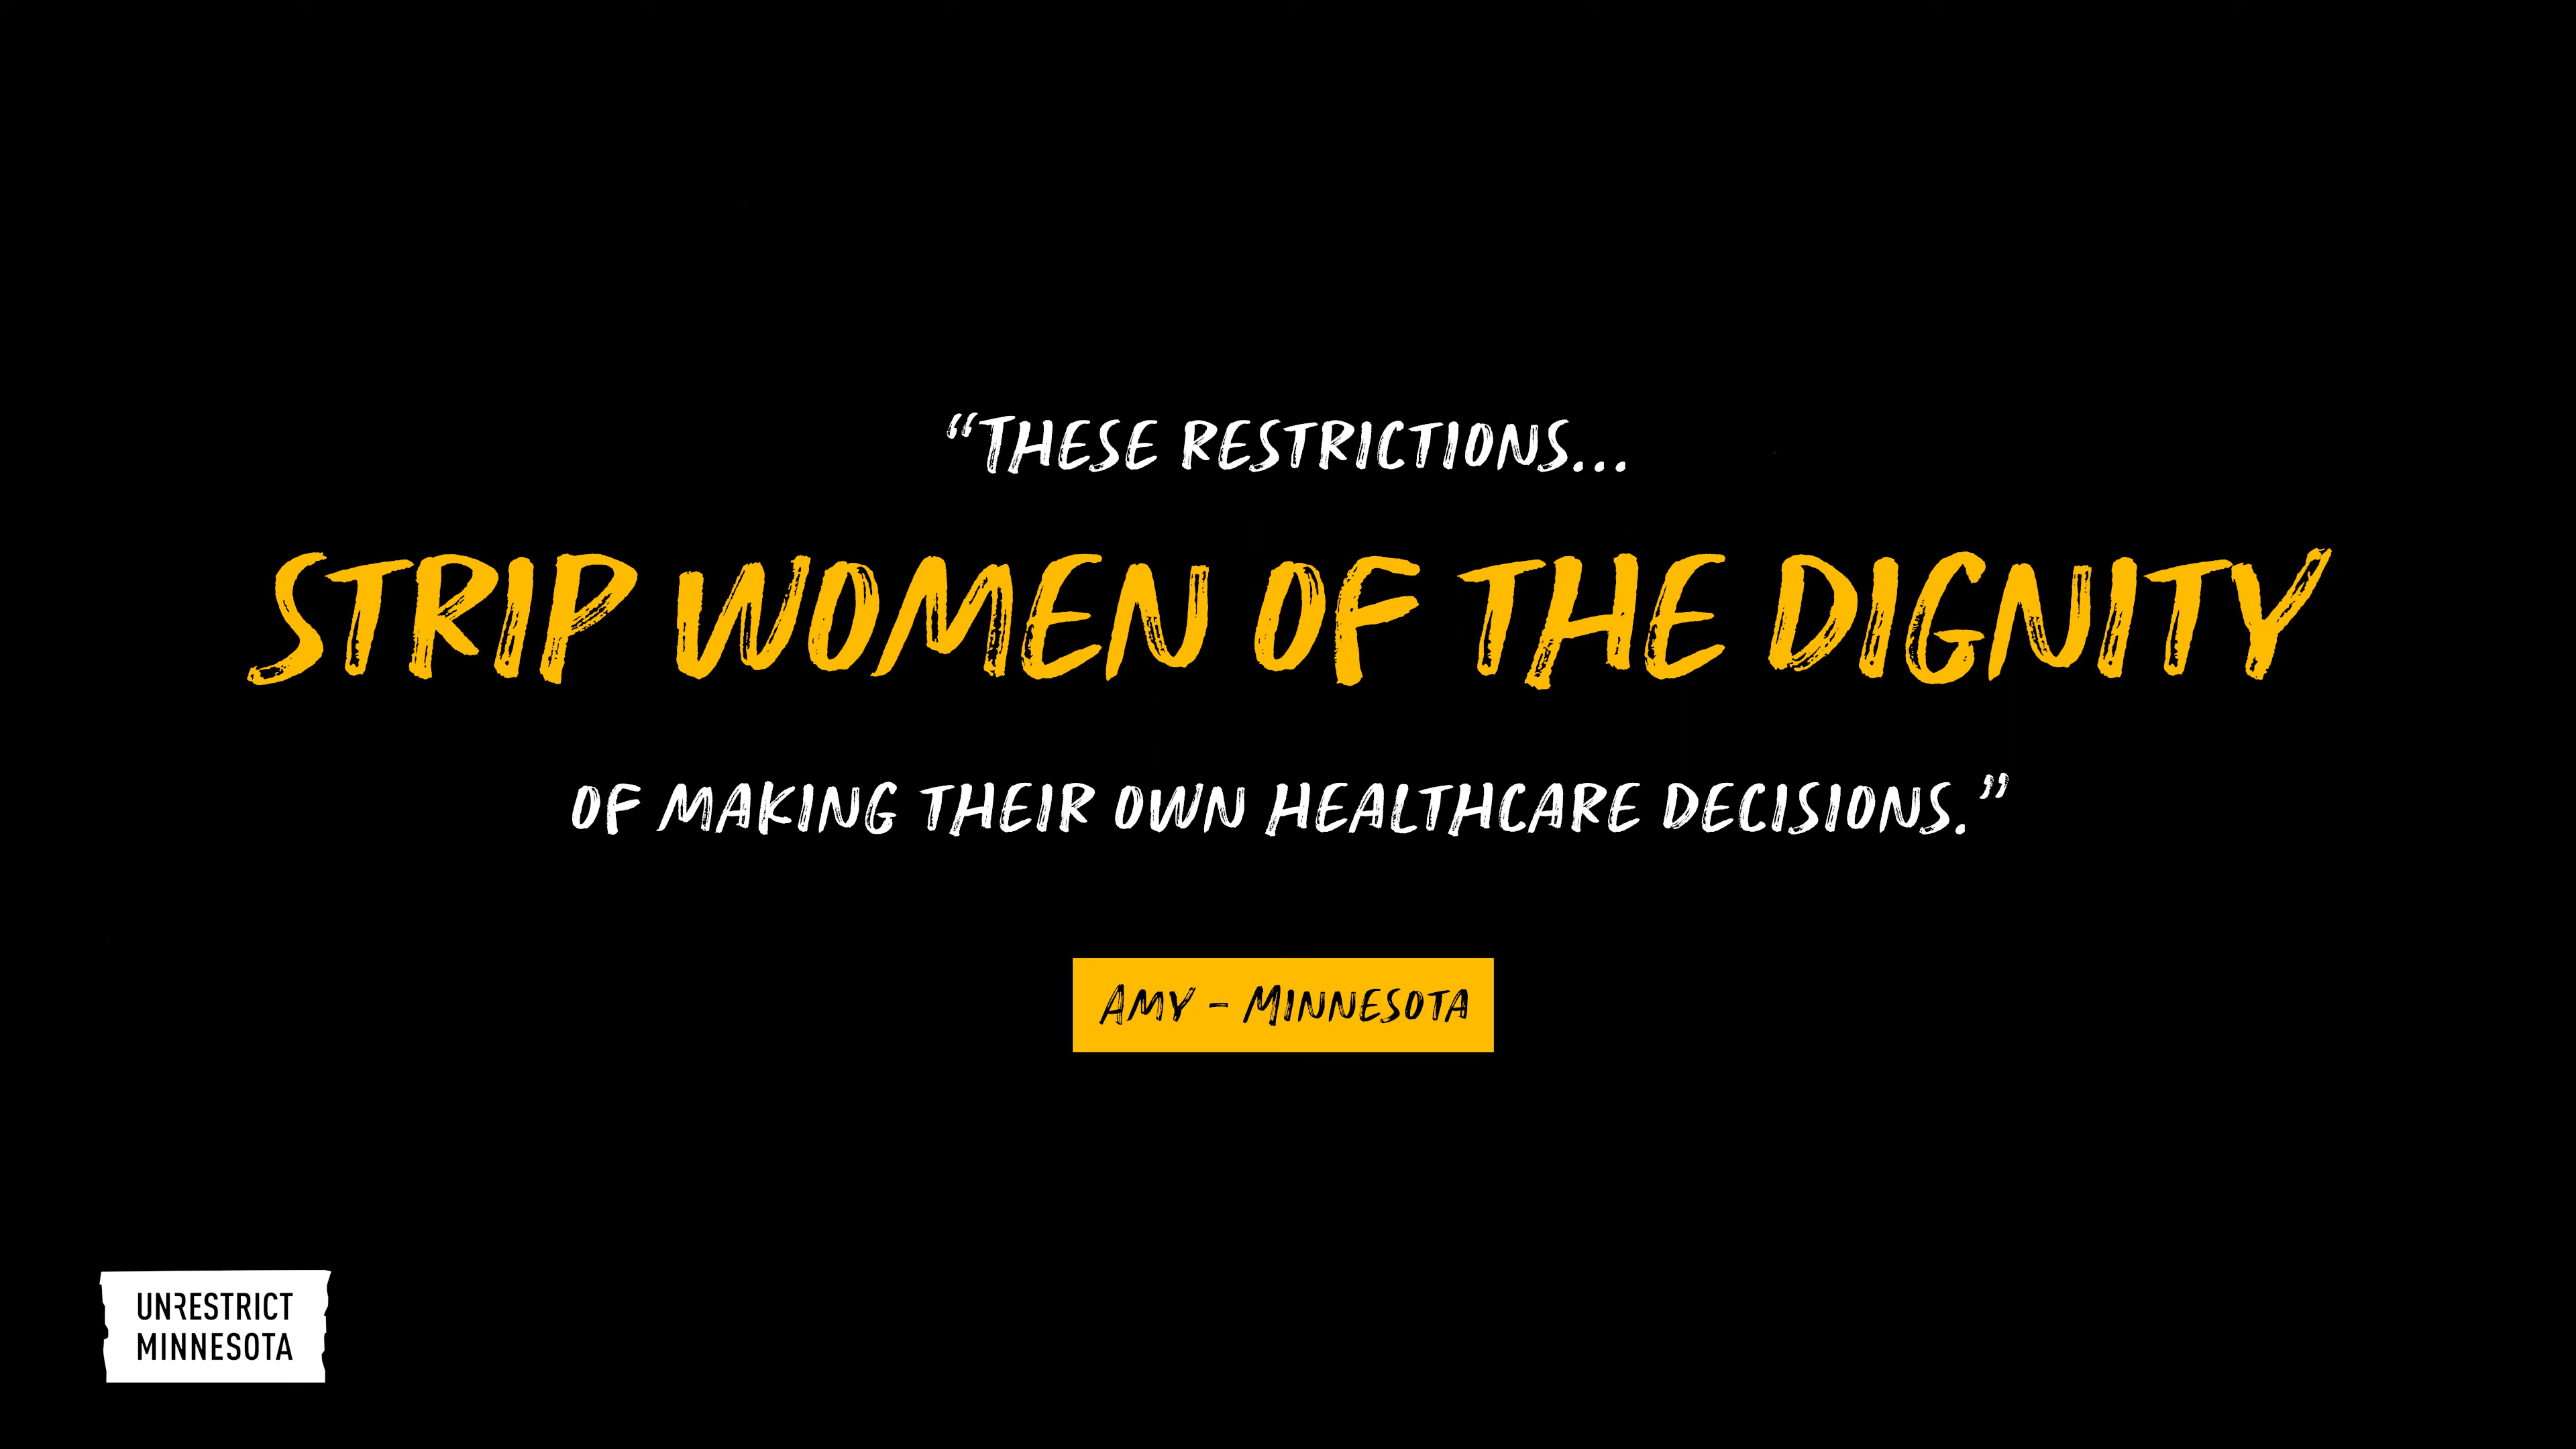 “THESE RESTRICTIONS...
STRIP WOMEN OF THE DIGNITY
OF MAKING THEIR OWN HEALTHCARE DECISIONS.”
AMY - MINNESOTA
UNRESTRICT
MINNESOTA